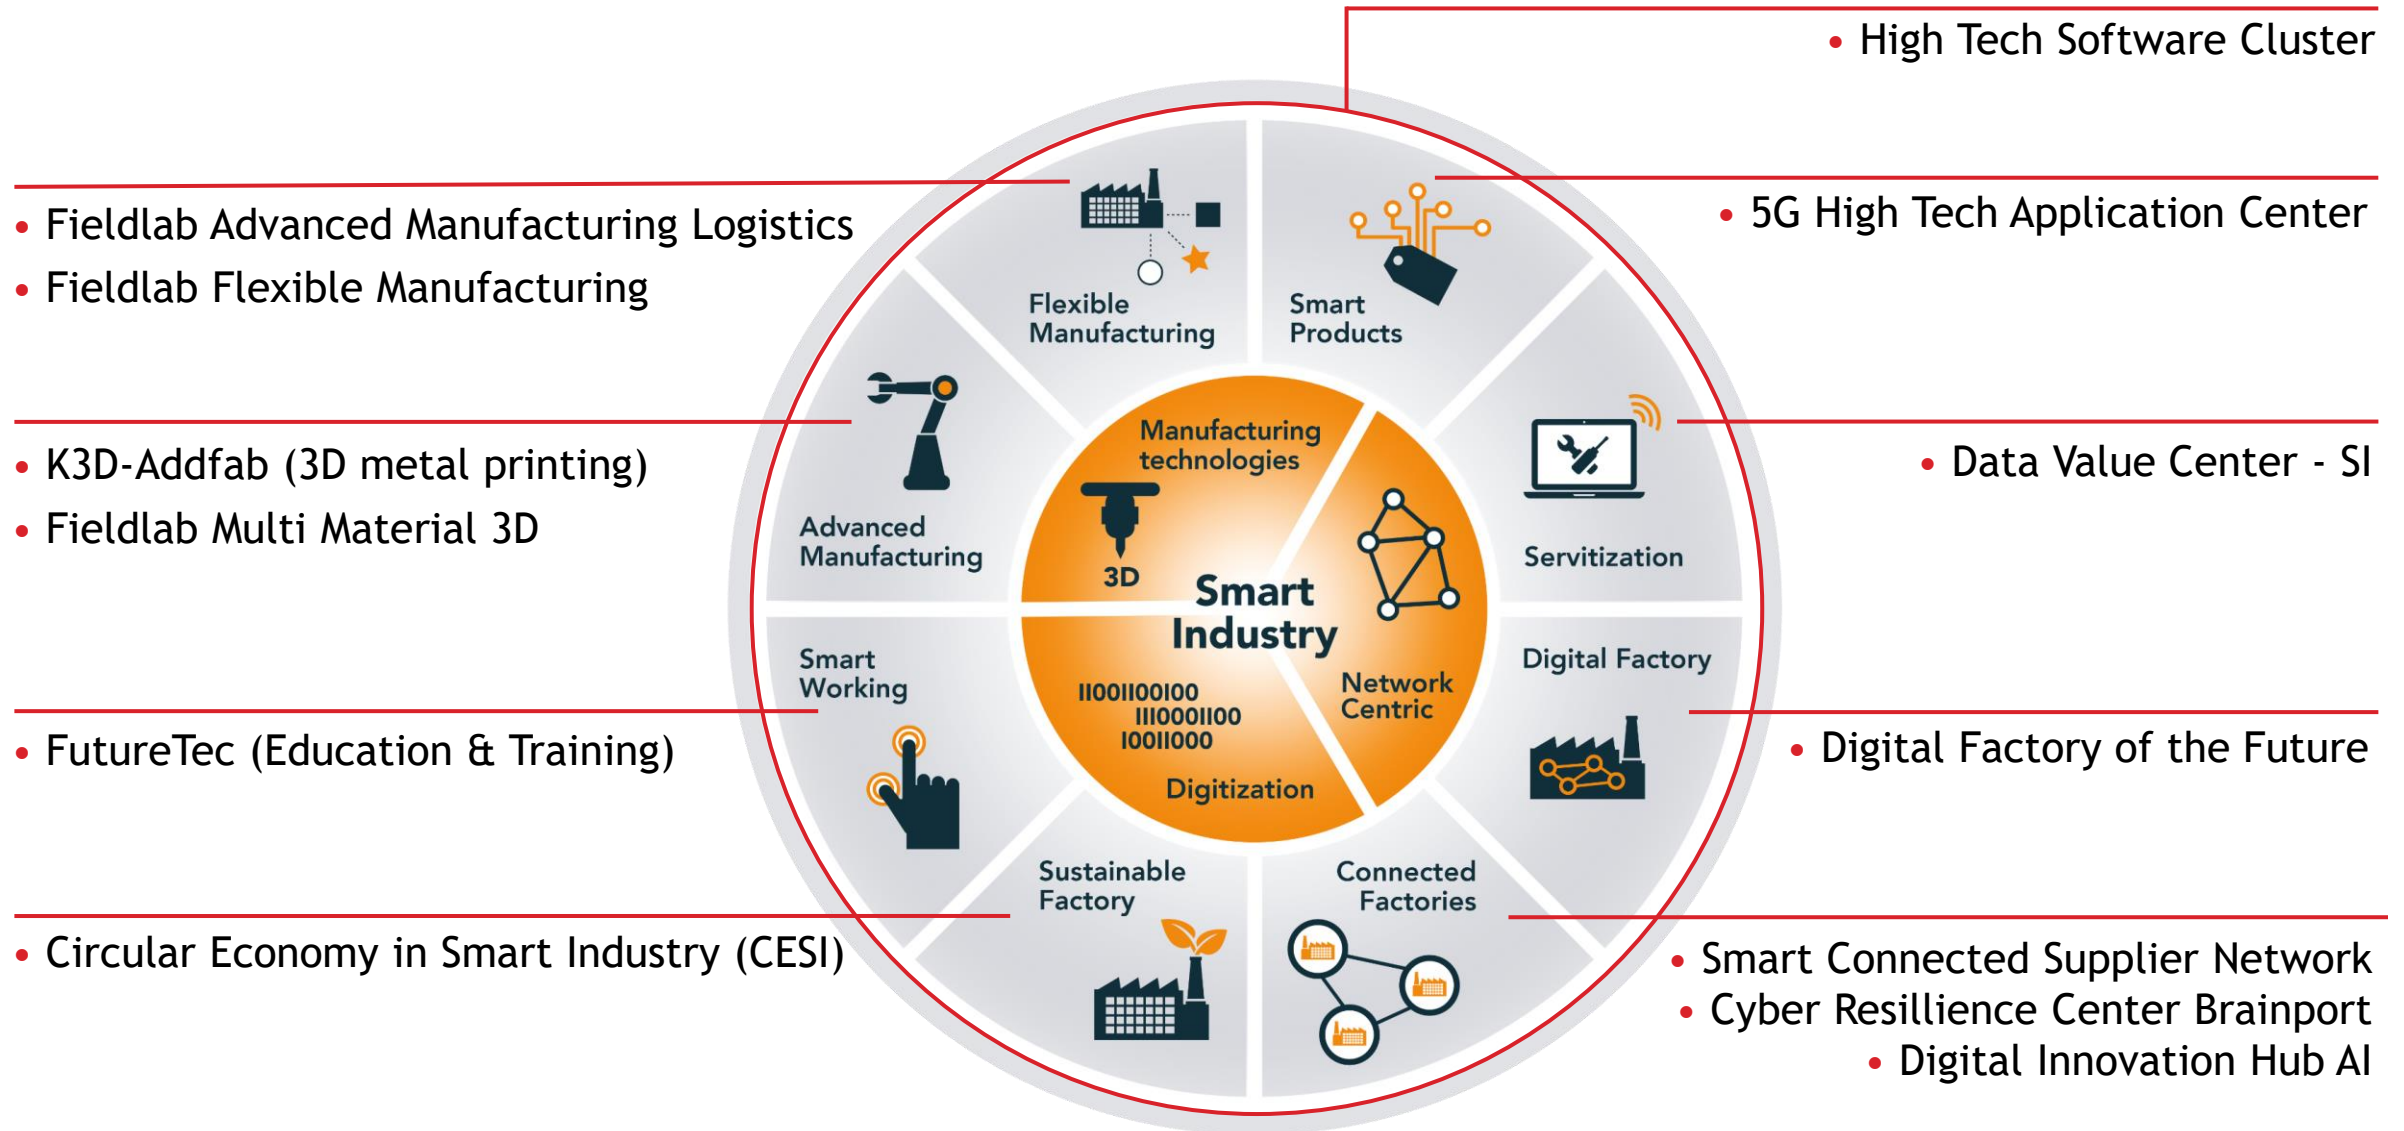 • High Tech Software Cluster
• Fieldlab Advanced Manufacturing Logistics
• Fieldlab Flexible Manufacturing
• 5G High Tech Application Center
Flexible
Manufacturing
Smart
Products
• K3D-Addfab (3D metal printing)
• Fieldlab Multi Material 3D
Advanced
Manufacturing
Manufacturing
technologies
3D
Smart
Industry
Servitization
• Data Value Center - SI
Smart
Working
IIOOIIOOIOO
IIIOOOIIOO
IOOIIOOO
Digitization
Network
Centric
Digital Factory
• FutureTec (Education & Training)
• Digital Factory of the Future
Sustainable
Factory
Connected
Factories
• Circular Economy in Smart Industry (CESI)
• Smart Connected Supplier Network
• Cyber Resillience Center Brainport
• Digital Innovation Hub AI